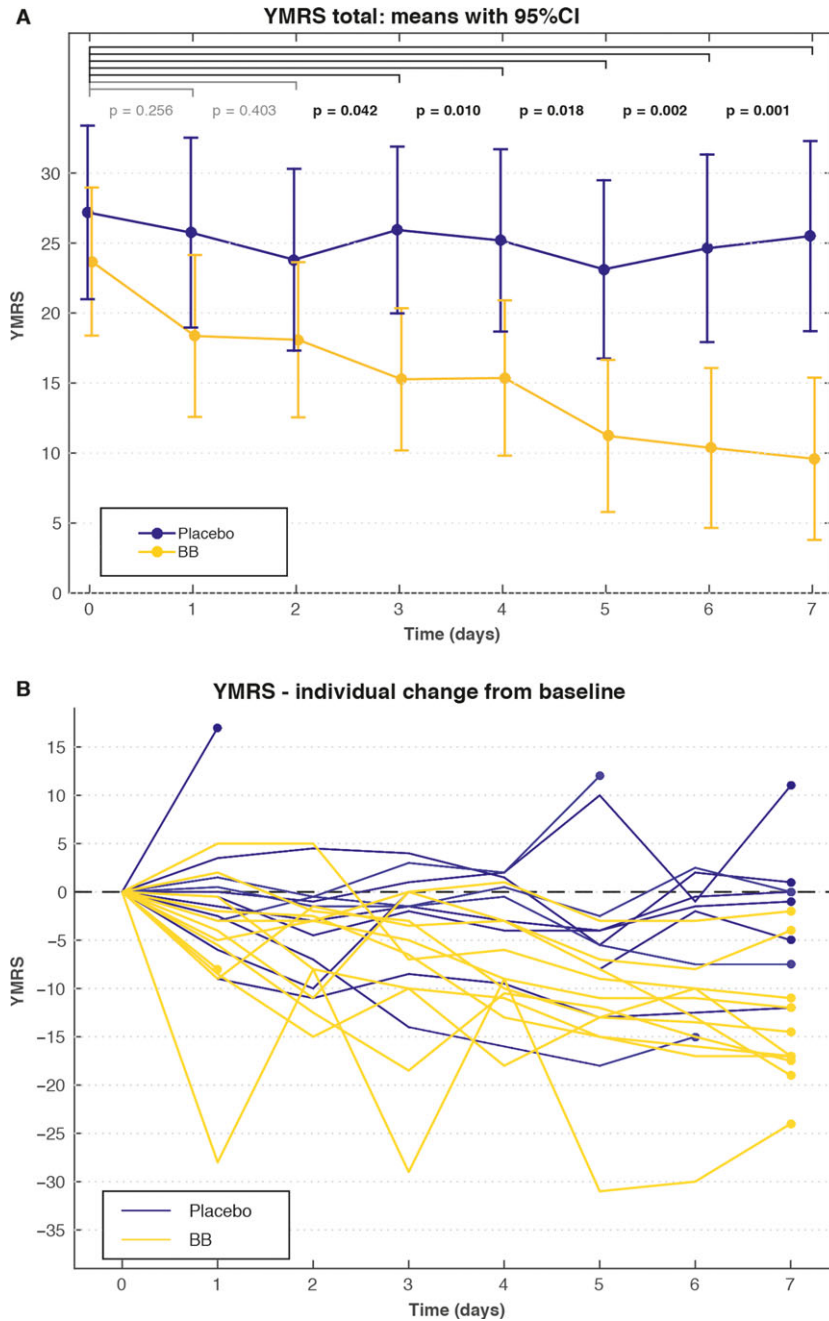 A
YMRS total: means with 95%CI
p = 0.256 p = 0.403 p = 0.042 p = 0.010 p = 0.018 p = 0.002 p = 0.001
30
25
20
15
10
5
0
YMRS
Placebo
BB
0 1 2 3 4 5 6 7
Time (days)
B
YMRS - individual change from baseline
15
10
5
0
−5
−10
−15
−20
−25
−30
−35
YMRS
Placebo
BB
0 1 2 3 4 5 6 7
Time (days)